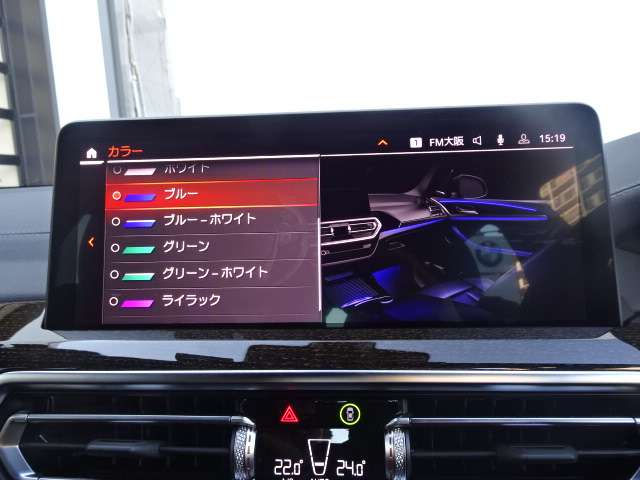 カラー
1 FM大阪 15:19
ホワイト
ブルー
ブルー－ホワイト
グリーン
グリーン－ホワイト
ライラック
22.0° 24.0°
A/C AUTO